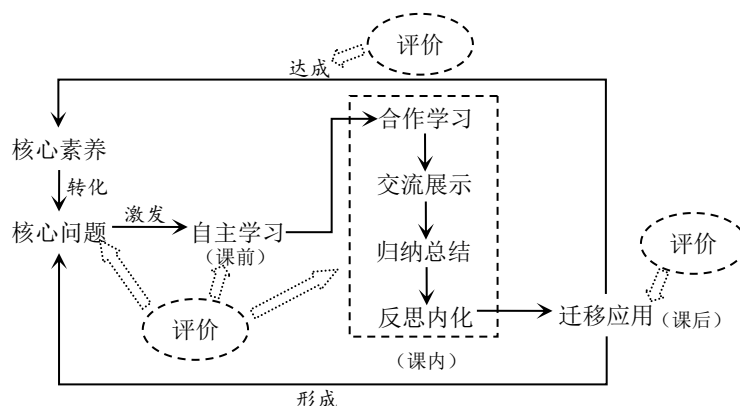 评价
达成
合作学习
核心素养
转化
交流展示
激发
核心问题
自主学习
（课前）
归纳总结
评价
评价
反思内化
迁移应用
（课后）
（课内）
形成